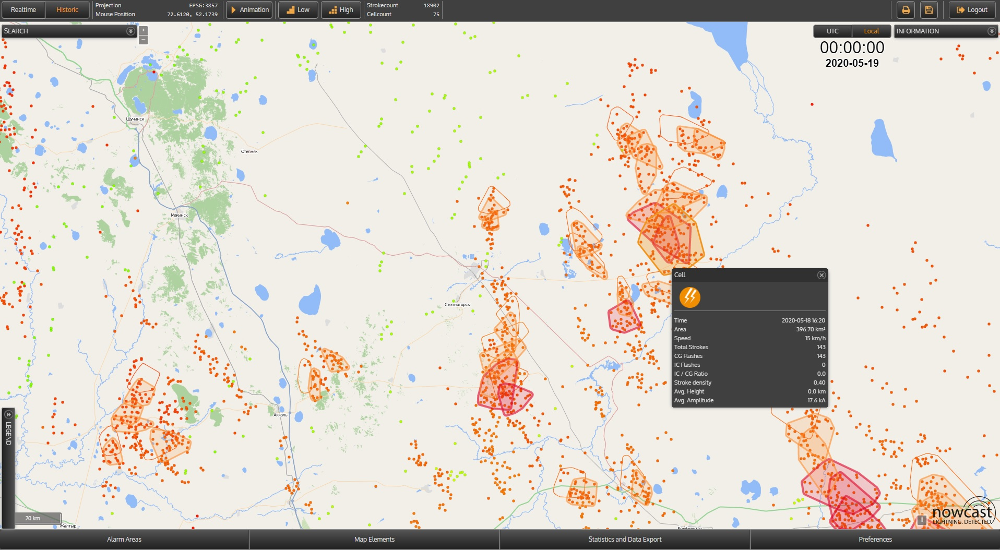 Realtime
Historic
Projection EPSG:3857
Mouse Position 72.6120, 52.1739
Animation
Low
High
Strokecount 18902
Cellcount 75
Logout
SEARCH
+
−
UTC
Local
INFORMATION
00:00:00
2020-05-19
Щучинск
Степняк
Макинск
Степногорск
Cell
Time 2020-05-18 16:20
Area 396.70 km²
Speed 15 km/h
Total Strokes 143
CG Flashes 143
IC Flashes 0
IC / CG Ratio 0.0
Stroke density 0.40
Avg. Height 0.0 km
Avg. Amplitude 17.6 kA
Акколь
LEGEND
20 km
Жалтыр
Ерейментау
i
nowcast
LIGHTNING. DETECTED.
Alarm Areas
Map Elements
Statistics and Data Export
Preferences